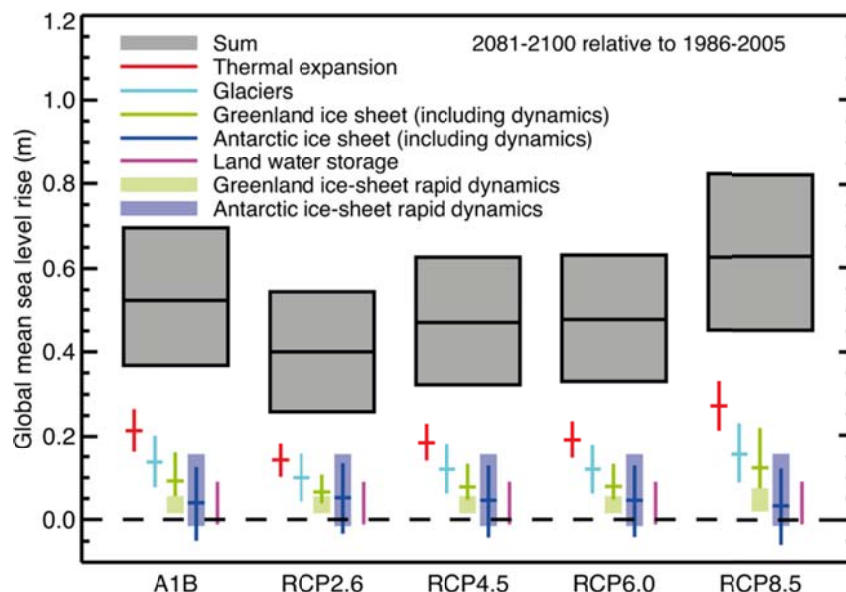 1.2
2081-2100 relative to 1986-2005
Sum
Thermal expansion
Glaciers
Greenland ice sheet (including dynamics)
Antarctic ice sheet (including dynamics)
Land water storage
Greenland ice-sheet rapid dynamics
Antarctic ice-sheet rapid dynamics
1.0
0.8
0.6
0.4
0.2
0.0
Global mean sea level rise (m)
A1B
RCP2.6
RCP4.5
RCP6.0
RCP8.5